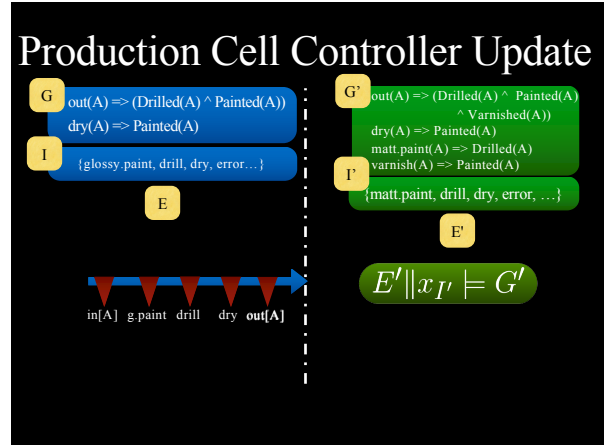 Production Cell Controller Update
G
out(A) => (Drilled(A) ^ Painted(A))
dry(A) => Painted(A)
I
{glossy.paint, drill, dry, error…}
E
in[A] g.paint drill dry out[A]
G’
out(A) => (Drilled(A) ^ Painted(A)
^ Varnished(A))
dry(A) => Painted(A)
matt.paint(A) => Drilled(A)
varnish(A) => Painted(A)
I’
{matt.paint, drill, dry, error, …}
E'
E′∥x_{I′} ⊨ G′